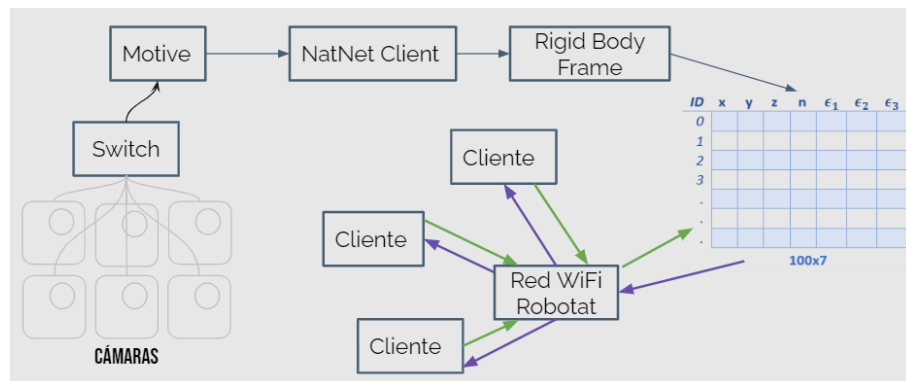 Motive
NatNet Client
Rigid Body
Frame
Switch
CÁMARAS
Cliente
Cliente
Cliente
Red WiFi
Robotat
ID x y z n ϵ₁ ϵ₂ ϵ₃
0
1
2
3
.
.
.
100x7